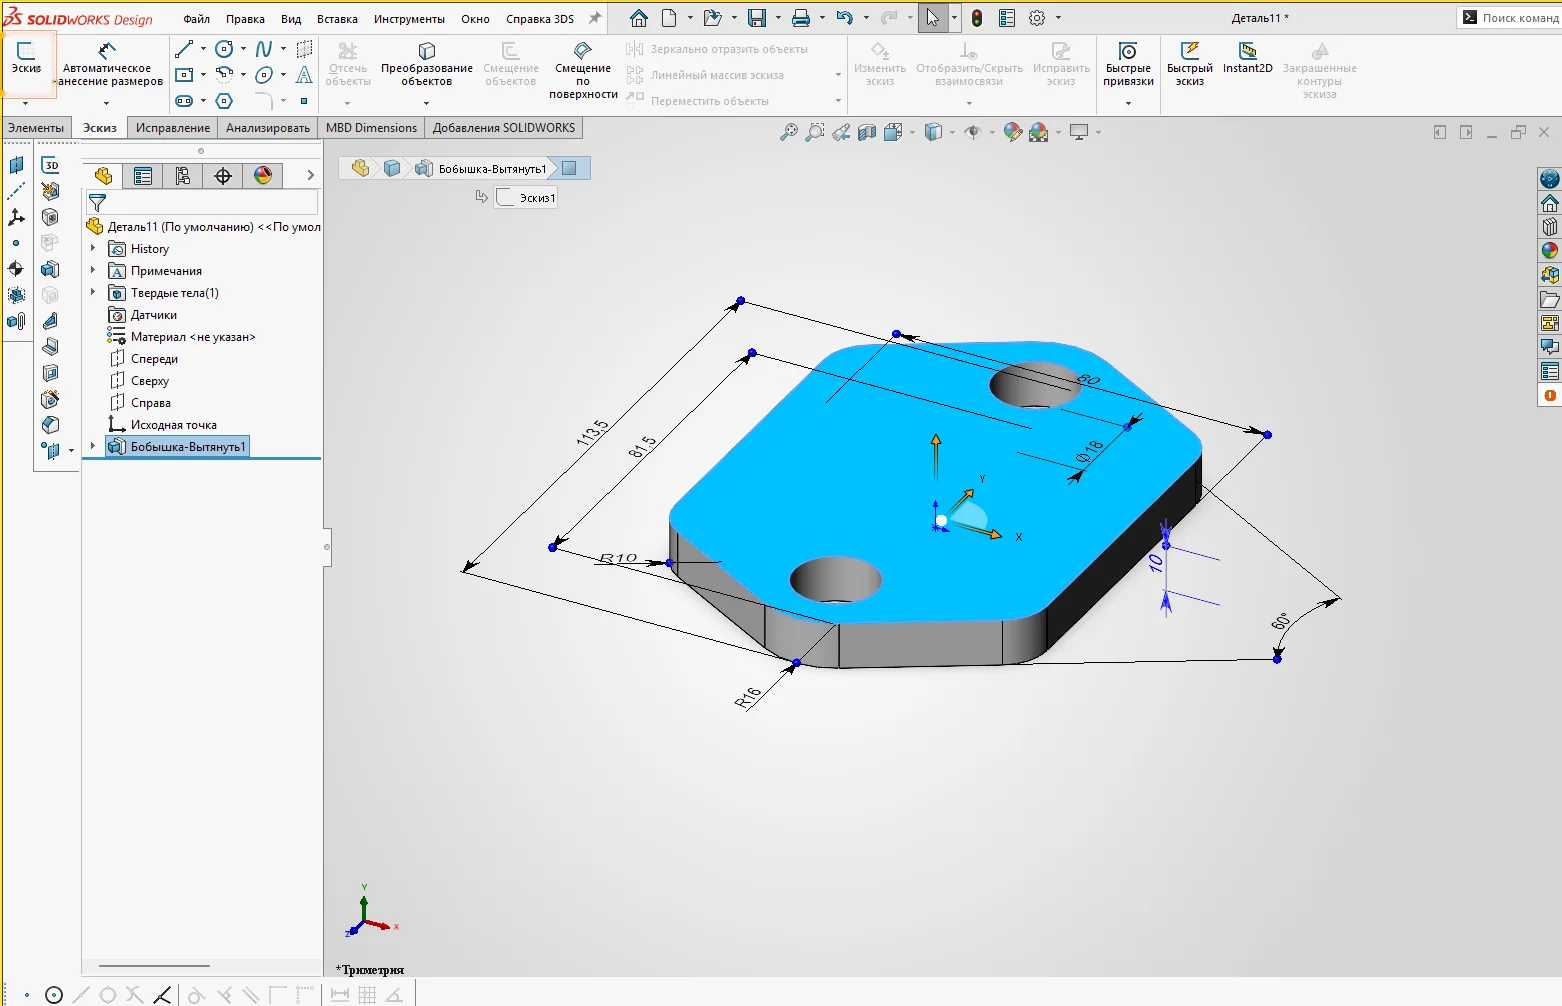 SOLIDWORKS Design
Файл Правка Вид Вставка Инструменты Окно Справка 3DS
Деталь11 *
Поиск команд
Эскиз
Автоматическое
нанесение размеров
Отсечь
объекты
Преобразование
объектов
Смещение
объектов
Смещение
по
поверхности
Зеркально отразить объекты
Линейный массив эскиза
Переместить объекты
Изменить
эскиз
Отобразить/Скрыть
взаимосвязи
Исправить
эскиз
Быстрые
привязки
Быстрый
эскиз
Instant2D
Закрашенные
контуры
эскиза
Элементы Эскиз Исправление Анализировать MBD Dimensions Добавления SOLIDWORKS
3D
Бобышка-Вытянуть1
Эскиз1
Деталь11 (По умолчанию) <<По умол
History
Примечания
Твердые тела(1)
Датчики
Материал <не указан>
Спереди
Сверху
Справа
Исходная точка
Бобышка-Вытянуть1
113,5
81,5
80
Φ18
R10
R16
10
60°
Y
X
Y
X
Z
*Триметрия